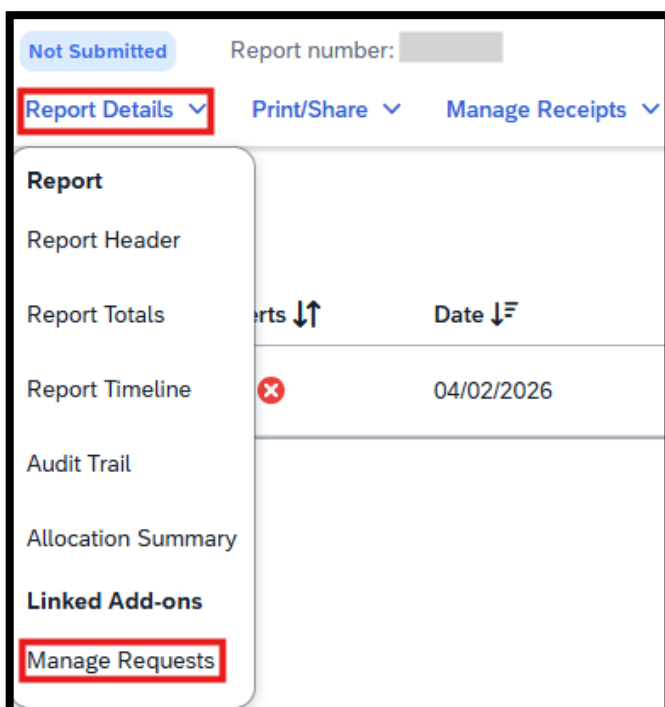 Not Submitted Report number:
Report Details Print/Share Manage Receipts
Report
Report Header
Report Totals
erts Date
Report Timeline
04/02/2026
Audit Trail
Allocation Summary
Linked Add-ons
Manage Requests